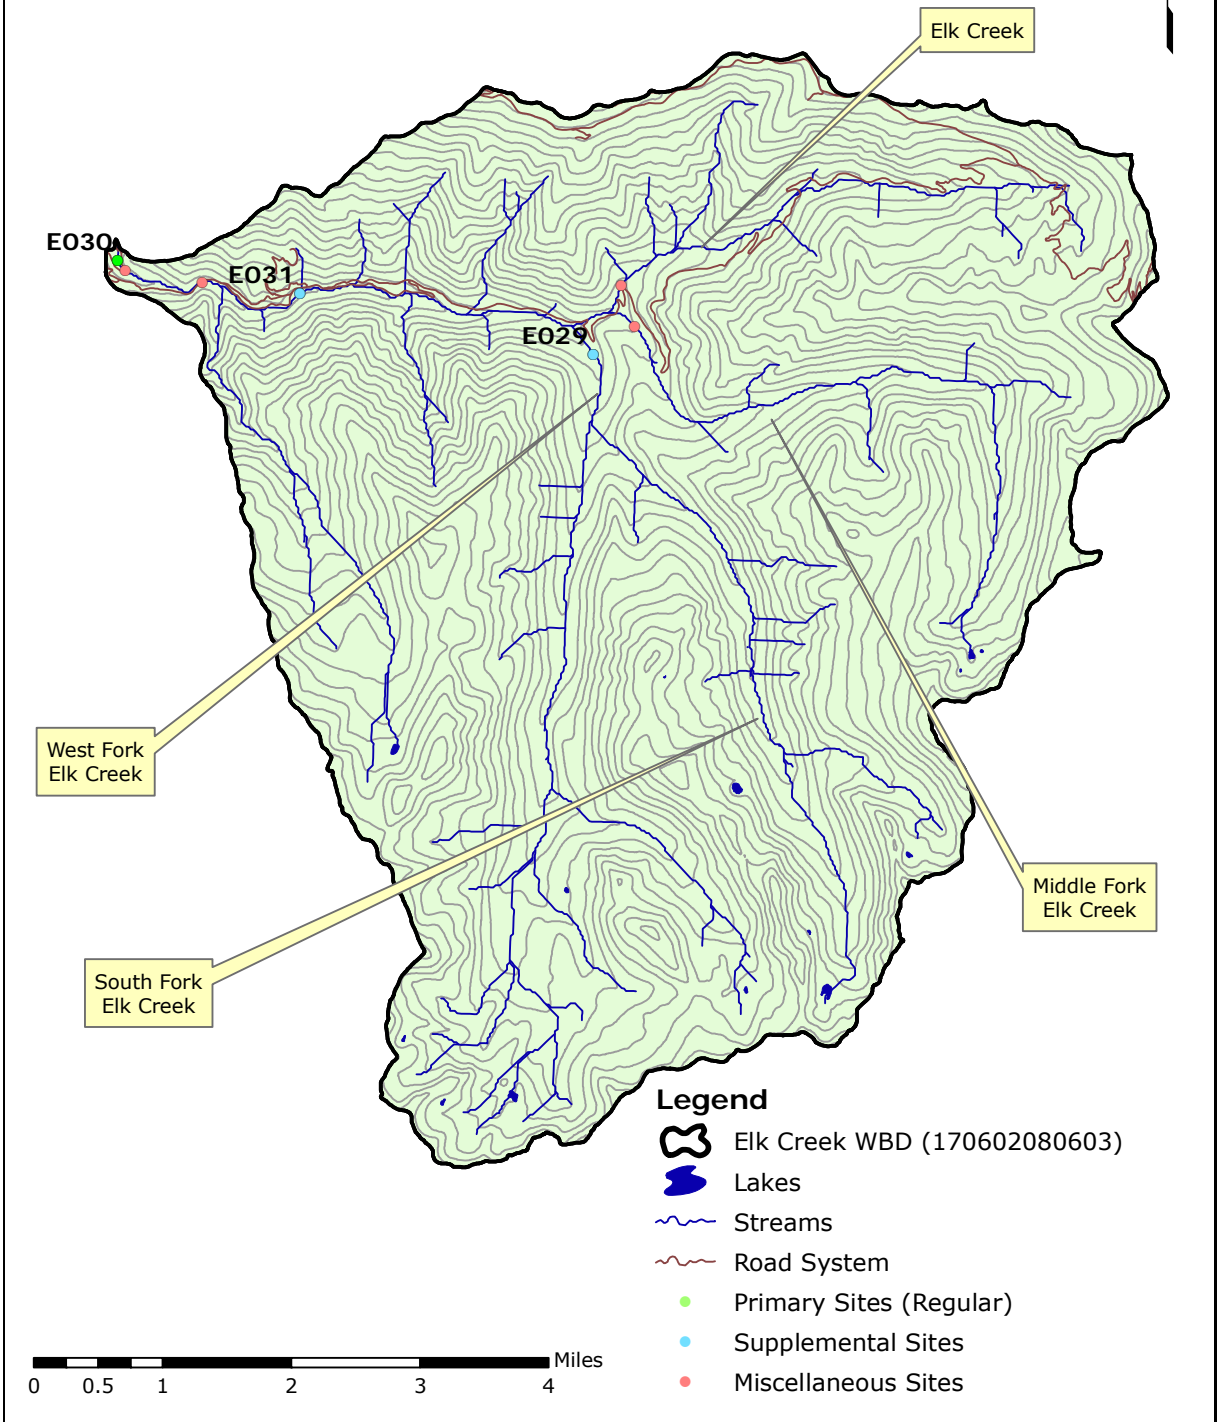 Elk Creek
E030
E031
E029
West Fork
Elk Creek
Middle Fork
Elk Creek
South Fork
Elk Creek
Legend
Elk Creek WBD (170602080603)
Lakes
Streams
Road System
Primary Sites (Regular)
Supplemental Sites
Miscellaneous Sites
Miles
0 0.5 1 2 3 4